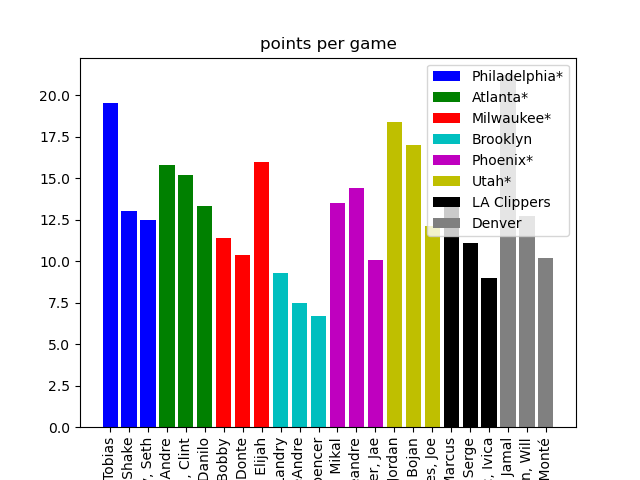 points per game
20.0
17.5
15.0
12.5
10.0
7.5
5.0
2.5
0.0
Philadelphia*
Atlanta*
Milwaukee*
Brooklyn
Phoenix*
Utah*
LA Clippers
Denver
Tobias
Shake
, Seth
Andre
, Clint
Danilo
Bobby
Donte
Elijah
Landry
Andre
pencer
Mikal
eandre
er, Jae
Jordan
Bojan
es, Joe
Marcus
Serge
, Ivica
Jamal
n, Will
Monté